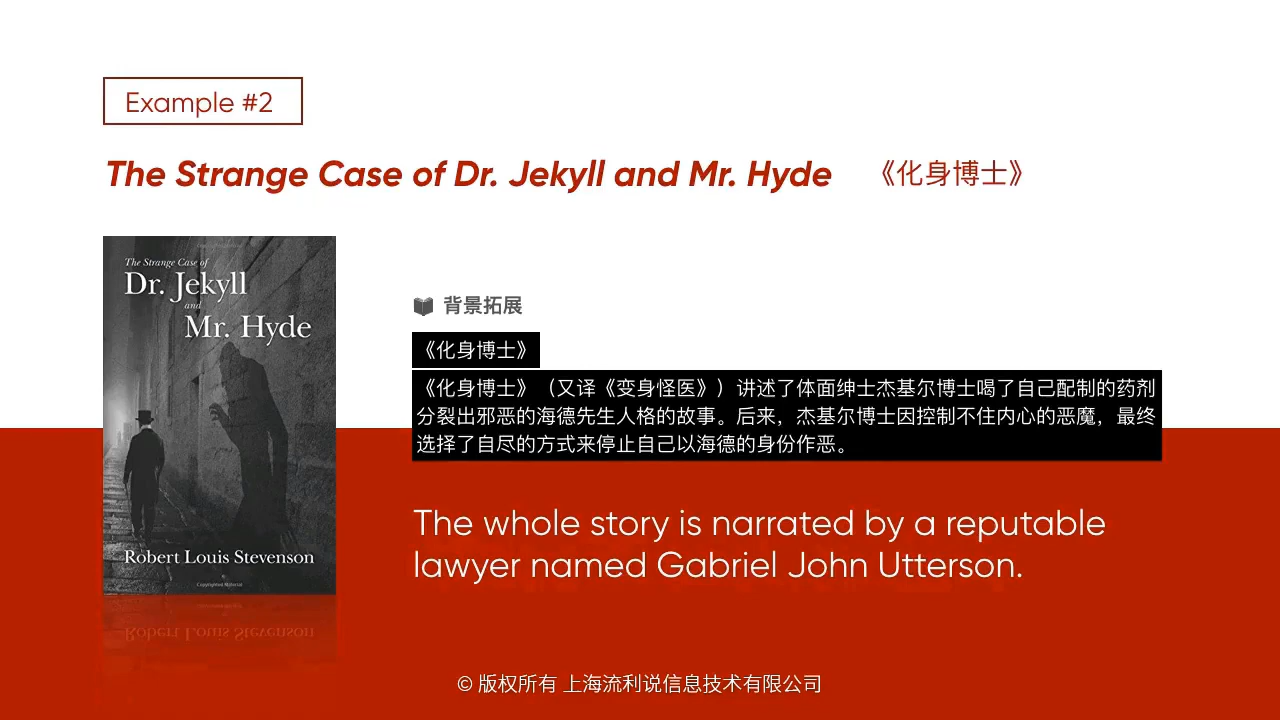 Example #2
The Strange Case of Dr. Jekyll and Mr. Hyde 《化身博士》
The Strange Case of
Dr. Jekyll
and
Mr. Hyde
Robert Louis Stevenson
Copyrighted Material
背景拓展
《化身博士》
《化身博士》（又译《变身怪医》）讲述了体面绅士杰基尔博士喝了自己配制的药剂
分裂出邪恶的海德先生人格的故事。后来，杰基尔博士因控制不住内心的恶魔，最终
选择了自尽的方式来停止自己以海德的身份作恶。
The whole story is narrated by a reputable
lawyer named Gabriel John Utterson.
© 版权所有 上海流利说信息技术有限公司